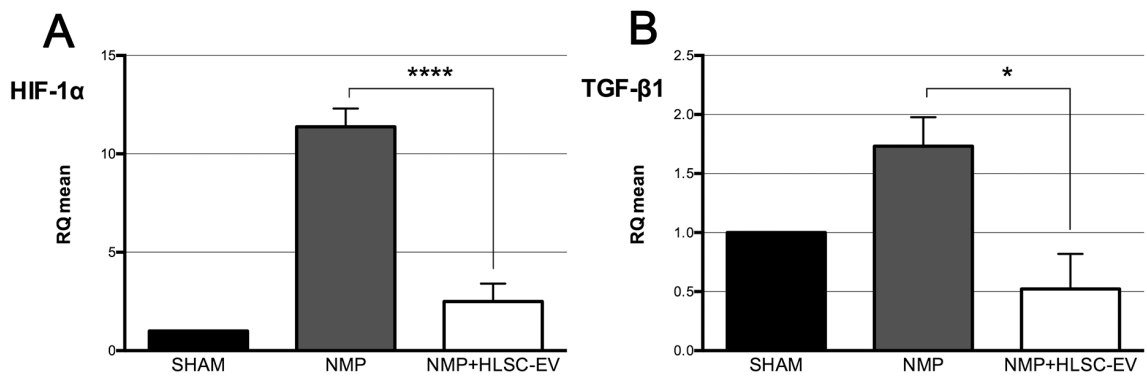 A
HIF-1α
RQ mean
15
10
5
0
****
SHAM
NMP
NMP+HLSC-EV
B
TGF-β1
RQ mean
2.5
2.0
1.5
1.0
0.5
0.0
*
SHAM
NMP
NMP+HLSC-EV